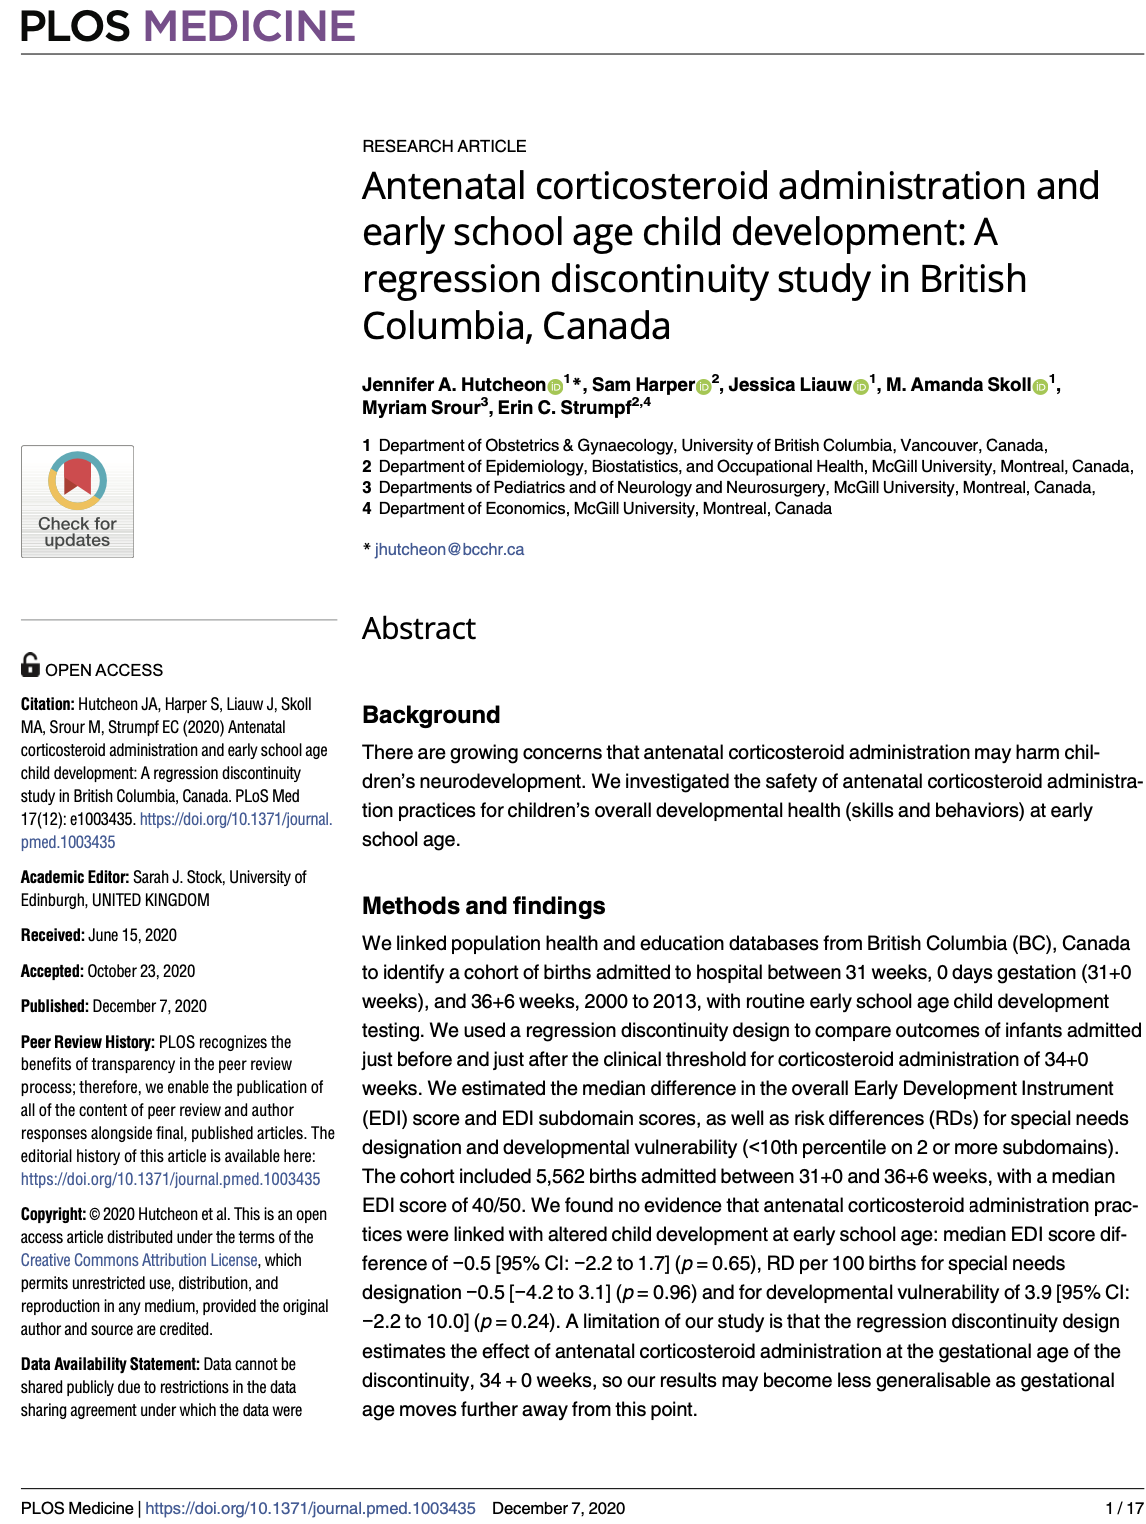 PLOS MEDICINE
RESEARCH ARTICLE
Antenatal corticosteroid administration and
early school age child development: A
regression discontinuity study in British
Columbia, Canada
Jennifer A. Hutcheon iD 1*, Sam Harper iD 2, Jessica Liauw iD 1, M. Amanda Skoll iD 1,
Myriam Srour3, Erin C. Strumpf2,4
1 Department of Obstetrics & Gynaecology, University of British Columbia, Vancouver, Canada,
2 Department of Epidemiology, Biostatistics, and Occupational Health, McGill University, Montreal, Canada,
3 Departments of Pediatrics and of Neurology and Neurosurgery, McGill University, Montreal, Canada,
4 Department of Economics, McGill University, Montreal, Canada
* jhutcheon@bcchr.ca
Check for
updates
OPEN ACCESS
Citation: Hutcheon JA, Harper S, Liauw J, Skoll
MA, Srour M, Strumpf EC (2020) Antenatal
corticosteroid administration and early school age
child development: A regression discontinuity
study in British Columbia, Canada. PLoS Med
17(12): e1003435. https://doi.org/10.1371/journal.
pmed.1003435
Academic Editor: Sarah J. Stock, University of
Edinburgh, UNITED KINGDOM
Received: June 15, 2020
Accepted: October 23, 2020
Published: December 7, 2020
Peer Review History: PLOS recognizes the
benefits of transparency in the peer review
process; therefore, we enable the publication of
all of the content of peer review and author
responses alongside final, published articles. The
editorial history of this article is available here:
https://doi.org/10.1371/journal.pmed.1003435
Copyright: © 2020 Hutcheon et al. This is an open
access article distributed under the terms of the
Creative Commons Attribution License, which
permits unrestricted use, distribution, and
reproduction in any medium, provided the original
author and source are credited.
Data Availability Statement: Data cannot be
shared publicly due to restrictions in the data
sharing agreement under which the data were
Abstract
Background
There are growing concerns that antenatal corticosteroid administration may harm chil-
dren's neurodevelopment. We investigated the safety of antenatal corticosteroid administra-
tion practices for children's overall developmental health (skills and behaviors) at early
school age.
Methods and findings
We linked population health and education databases from British Columbia (BC), Canada
to identify a cohort of births admitted to hospital between 31 weeks, 0 days gestation (31+0
weeks), and 36+6 weeks, 2000 to 2013, with routine early school age child development
testing. We used a regression discontinuity design to compare outcomes of infants admitted
just before and just after the clinical threshold for corticosteroid administration of 34+0
weeks. We estimated the median difference in the overall Early Development Instrument
(EDI) score and EDI subdomain scores, as well as risk differences (RDs) for special needs
designation and developmental vulnerability (<10th percentile on 2 or more subdomains).
The cohort included 5,562 births admitted between 31+0 and 36+6 weeks, with a median
EDI score of 40/50. We found no evidence that antenatal corticosteroid administration prac-
tices were linked with altered child development at early school age: median EDI score dif-
ference of −0.5 [95% CI: −2.2 to 1.7] (p = 0.65), RD per 100 births for special needs
designation −0.5 [−4.2 to 3.1] (p = 0.96) and for developmental vulnerability of 3.9 [95% CI:
−2.2 to 10.0] (p = 0.24). A limitation of our study is that the regression discontinuity design
estimates the effect of antenatal corticosteroid administration at the gestational age of the
discontinuity, 34 + 0 weeks, so our results may become less generalisable as gestational
age moves further away from this point.
PLOS Medicine | https://doi.org/10.1371/journal.pmed.1003435 December 7, 2020 1 / 17